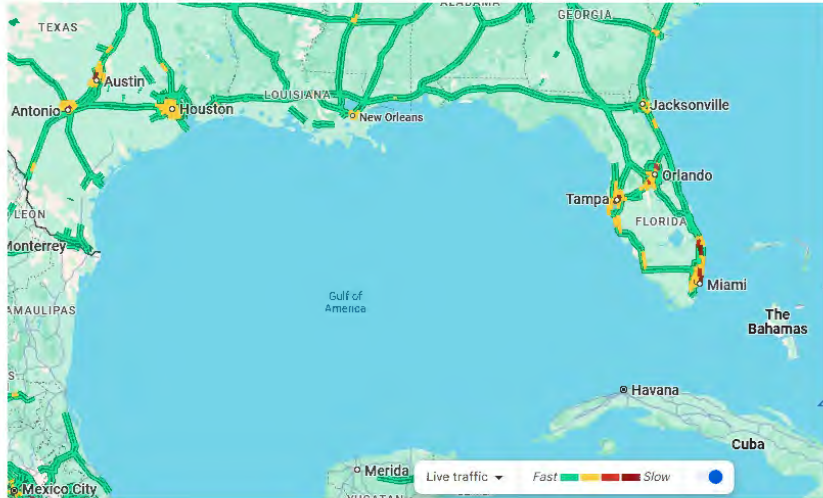 ALABAMA
GEORGIA
TEXAS
Austin
LOUISIANA
Antonio
Houston
New Orleans
Jacksonville
Orlando
Tampa
LEON
FLORIDA
Monterrey
Gulf of
America
Miami
AMAULIPAS
The
Bahamas
S
Havana
Cuba
Merida
Live traffic
Fast
Slow
Mexico City
YUCATAN